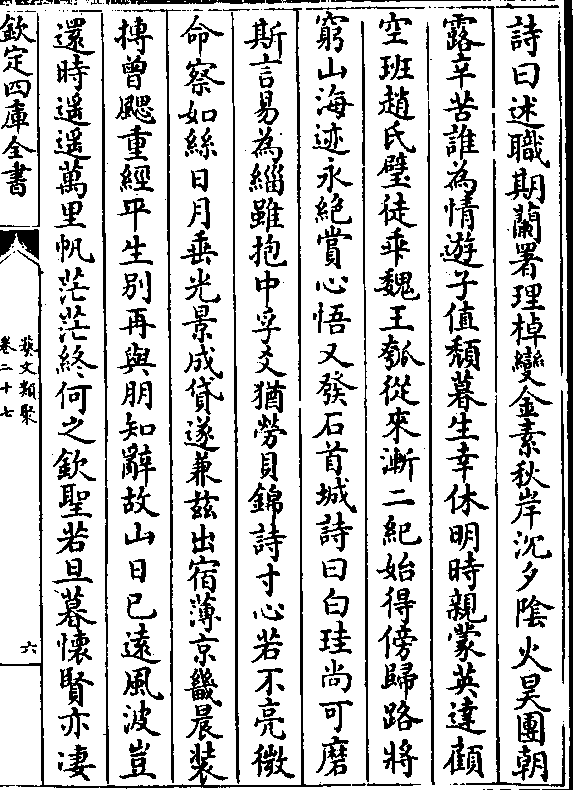 詩曰述職期蘭署理棹變金素秋岸沉夕陰火旻團朝
露辛苦誰為情遊子值頽暮生幸休明時親蒙英達顧
空班趙氏璧徒乖魏王瓠從來漸二紀始得傍歸路將
窮山海迹永絶賞心悟又發石首城詩曰白珪尚可磨
斯言易為緇雖抱中孚爻猶勞貝錦詩寸心若不亮微
命察如絲日月垂光景成貸遂兼兹出宿薄京畿晨装
摶曾颸重經平生别再與朋知辭故山日已遠風波豈
還時遥遥萬里帆茫茫終何之欽聖若旦暮懷賢亦凄
欽定四庫全書
藝文類聚
卷二十七
六